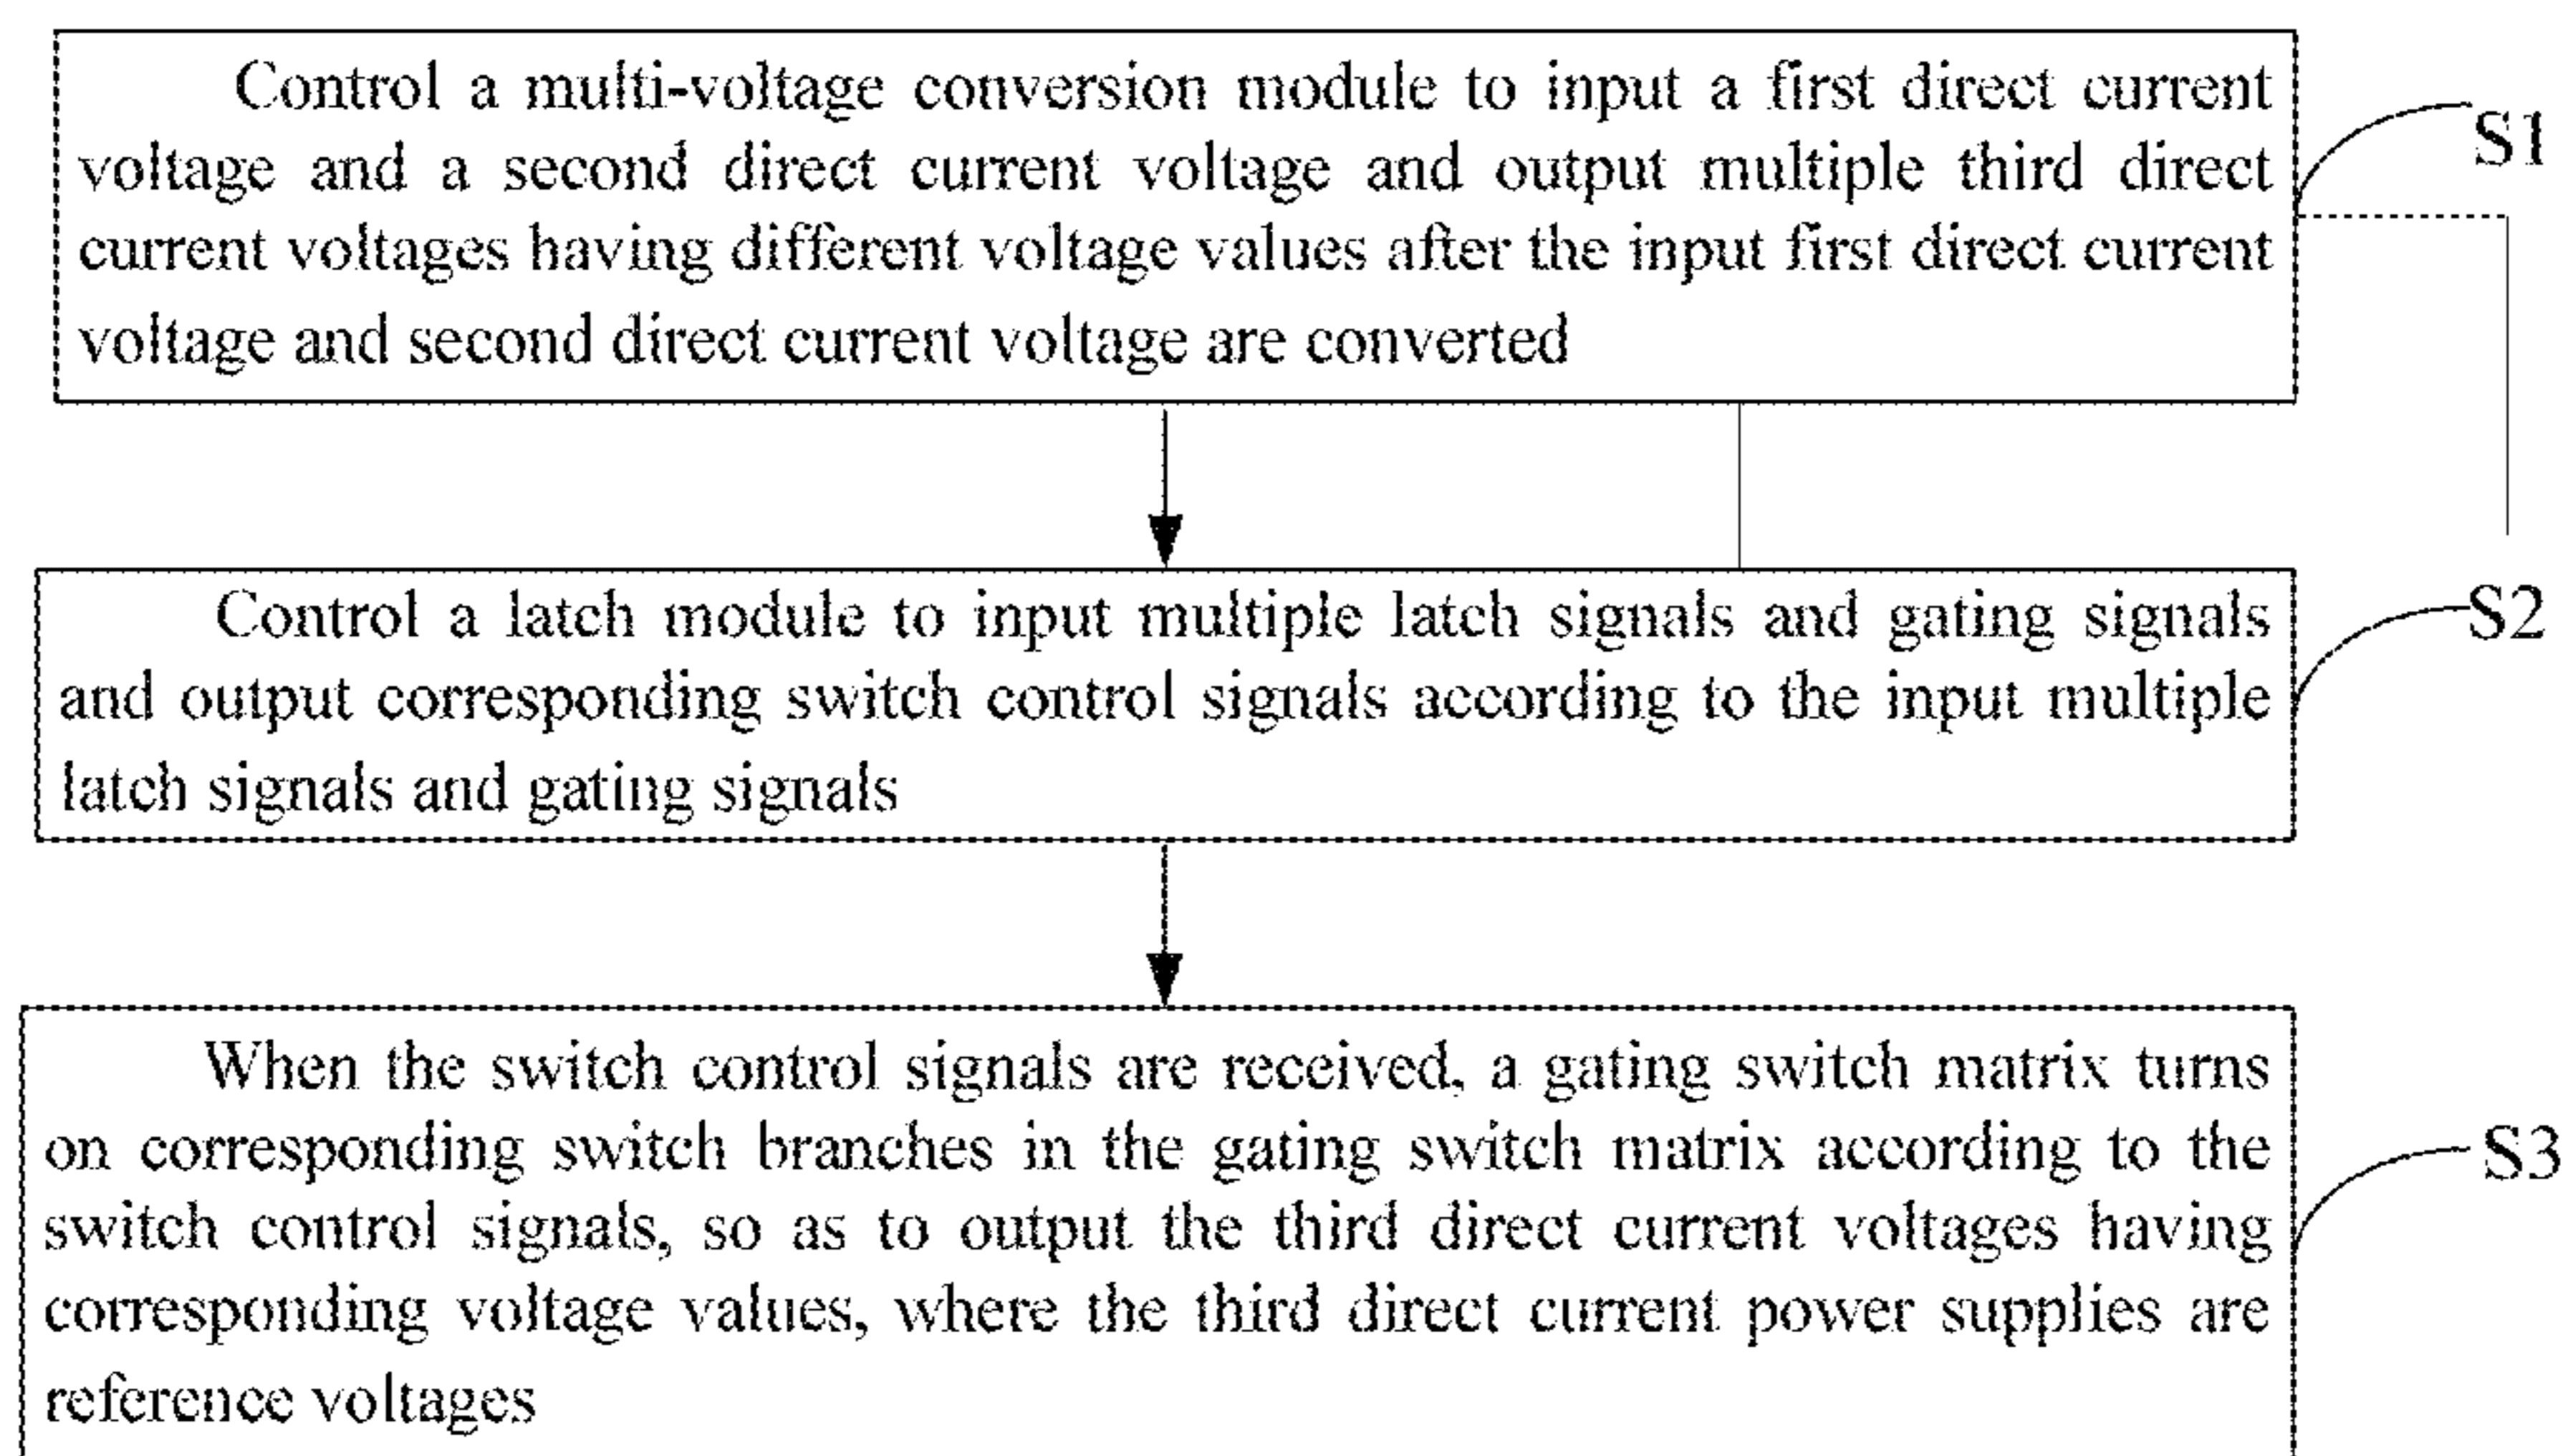 Control a multi-voltage conversion module to input a first direct current
voltage and a second direct current voltage and output multiple third direct
current voltages having different voltage values after the input first direct current
voltage and second direct current voltage are converted
S1
Control a latch module to input multiple latch signals and gating signals
and output corresponding switch control signals according to the input multiple
latch signals and gating signals
S2
When the switch control signals are received, a gating switch matrix turns
on corresponding switch branches in the gating switch matrix according to the
switch control signals, so as to output the third direct current voltages having
corresponding voltage values, where the third direct current power supplies are
reference voltages
S3